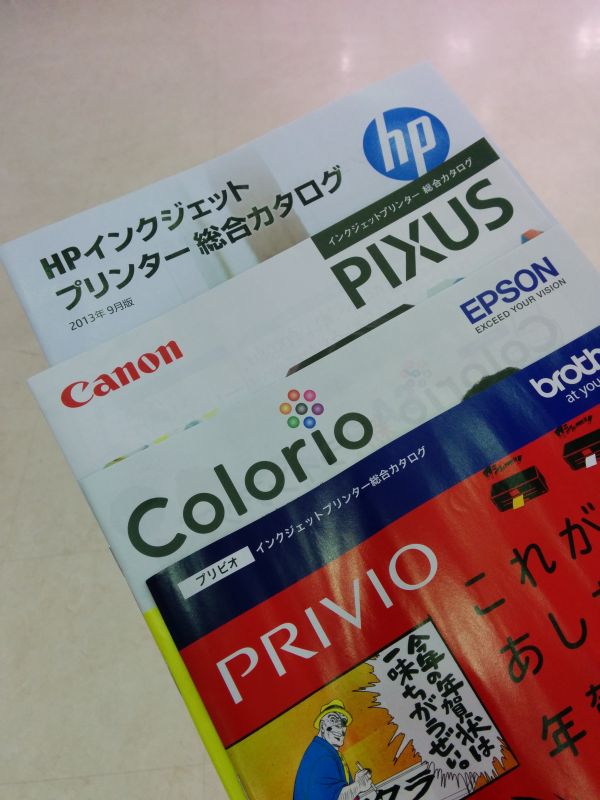 hp
HPインクジェット
プリンター 総合カタログ
2013年 9月版
インクジェットプリンター 総合カタログ
PIXUS
Canon
EPSON
EXCEED YOUR VISION
Colorio
broth
at you
プリビオ
インクジェットプリンター総合カタログ
PRIVIO
これが
あし
年
今年の年賀状は
一味ちがうぜい。
クラ